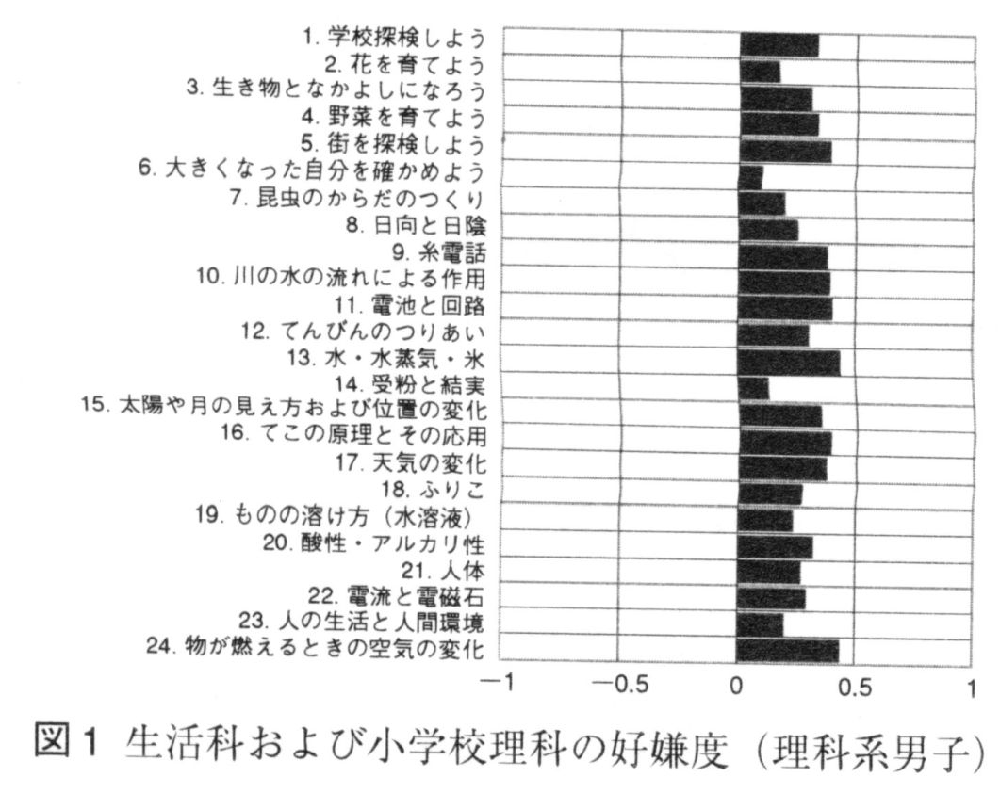 1. 学校探検しよう
2. 花を育てよう
3. 生き物となかよしになろう
4. 野菜を育てよう
5. 街を探検しよう
6. 大きくなった自分を確かめよう
7. 昆虫のからだのつくり
8. 日向と日陰
9. 糸電話
10. 川の水の流れによる作用
11. 電池と回路
12. てんびんのつりあい
13. 水・水蒸気・氷
14. 受粉と結実
15. 太陽や月の見え方および位置の変化
16. てこの原理とその応用
17. 天気の変化
18. ふりこ
19. ものの溶け方（水溶液）
20. 酸性・アルカリ性
21. 人体
22. 電流と電磁石
23. 人の生活と人間環境
24. 物が燃えるときの空気の変化
－1 －0.5 0 0.5 1
図1 生活科および小学校理科の好嫌度（理科系男子）